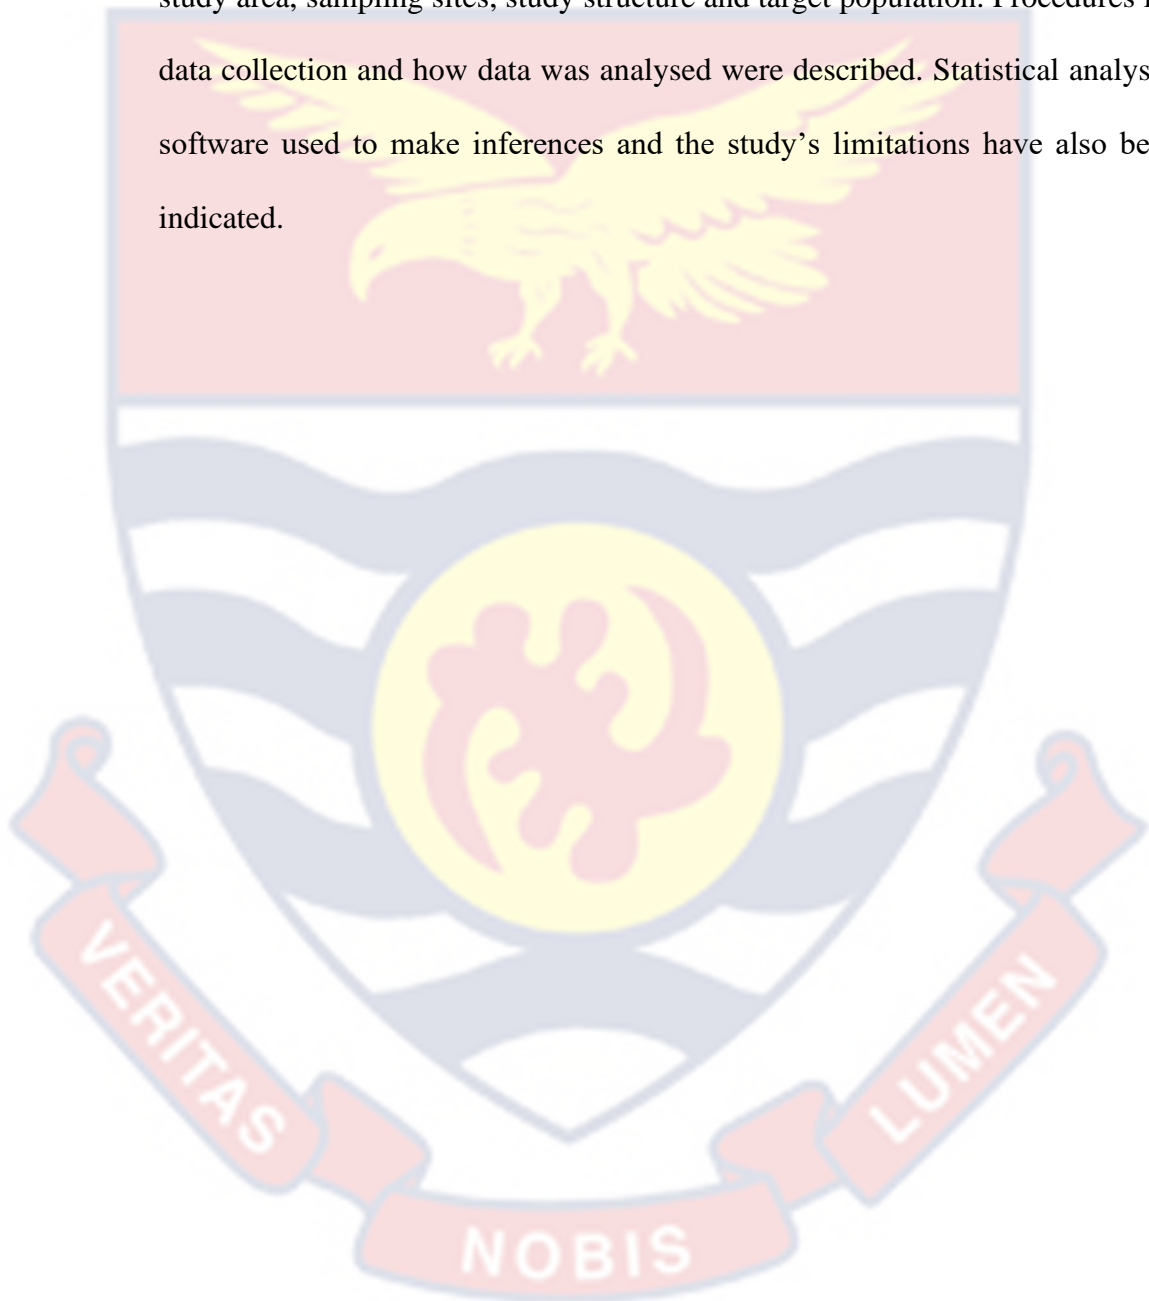 study area, sampling sites, study structure and target population. Procedures
data collection and how data was analysed were described. Statistical analys
software used to make inferences and the study’s limitations have also be
indicated.
VERITAS
NOBIS
LUMEN